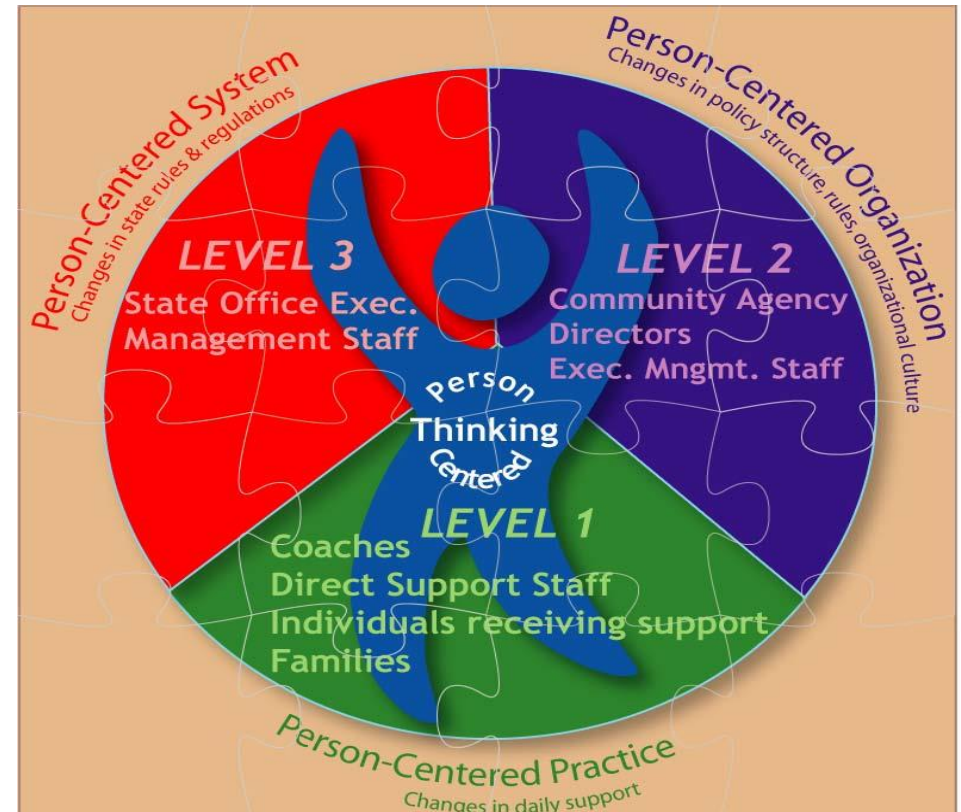 Person-Centered System
Changes in state rules & regulations
Person-Centered Organization
Changes in policy structure, rules, organizational culture
LEVEL 3
State Office Exec.
Management Staff
LEVEL 2
Community Agency
Directors
Exec. Mngmt. Staff
Person
Thinking
Centered
LEVEL 1
Coaches
Direct Support Staff
Individuals receiving support
Families
Person-Centered Practice
Changes in daily support